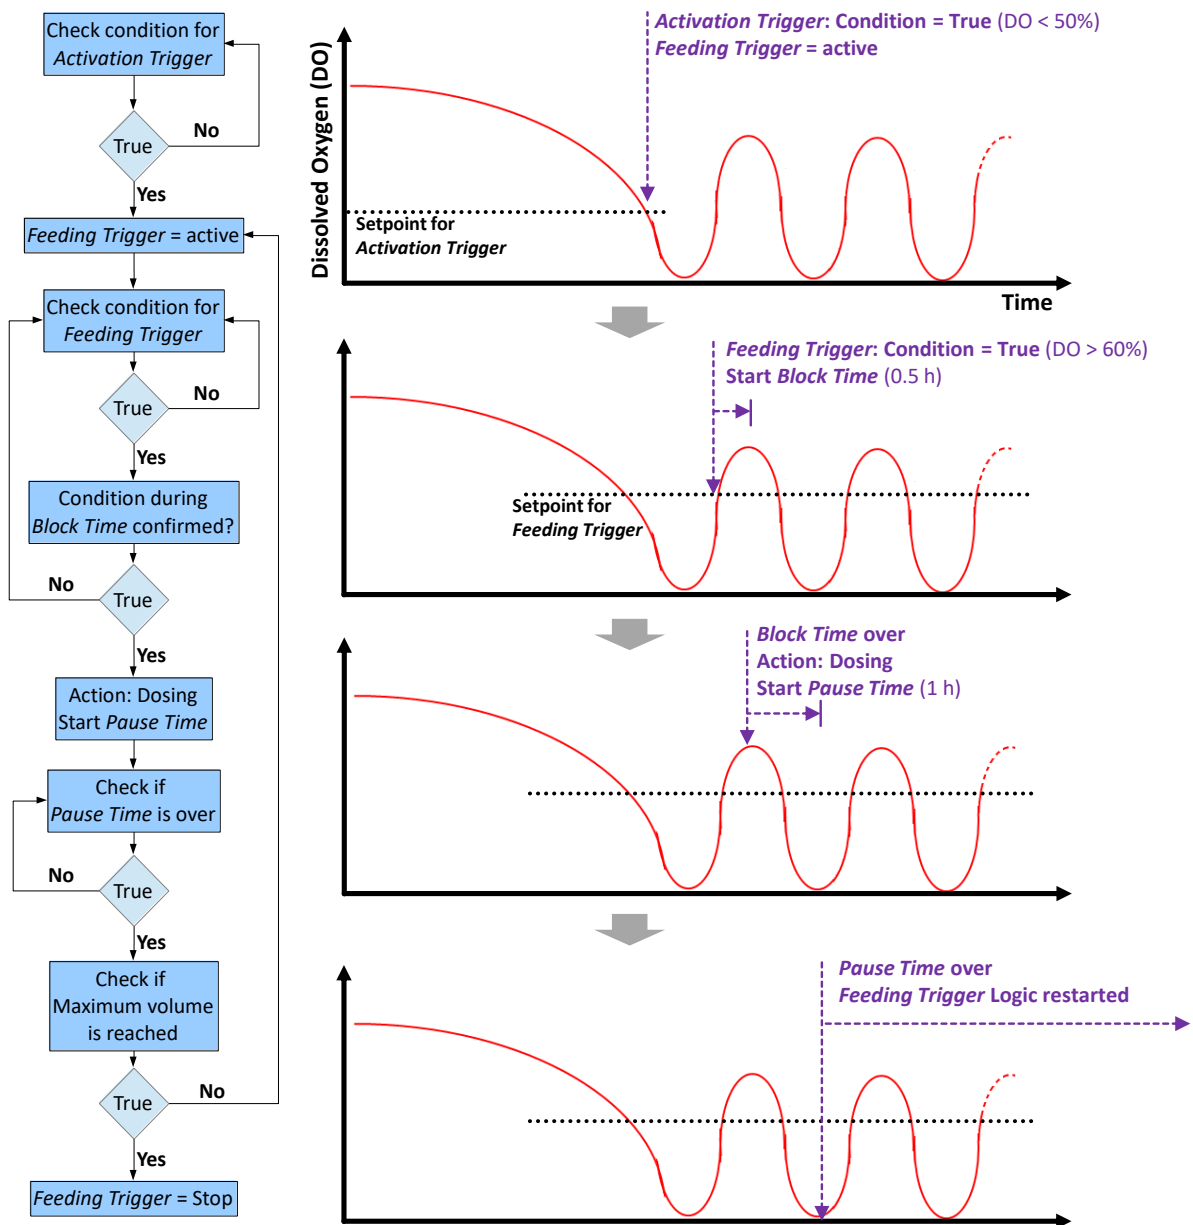 Check condition for
Activation Trigger
True
No
Yes
Feeding Trigger = active
Check condition for
Feeding Trigger
True
No
Yes
Condition during
Block Time confirmed?
No
True
Yes
Action: Dosing
Start Pause Time
Check if
Pause Time is over
No
True
Yes
Check if
Maximum volume
is reached
True
No
Yes
Feeding Trigger = Stop
Activation Trigger: Condition = True (DO < 50%)
Feeding Trigger = active
Dissolved Oxygen (DO)
Setpoint for
Activation Trigger
Time
Feeding Trigger: Condition = True (DO > 60%)
Start Block Time (0.5 h)
Setpoint for
Feeding Trigger
Block Time over
Action: Dosing
Start Pause Time (1 h)
Pause Time over
Feeding Trigger Logic restarted